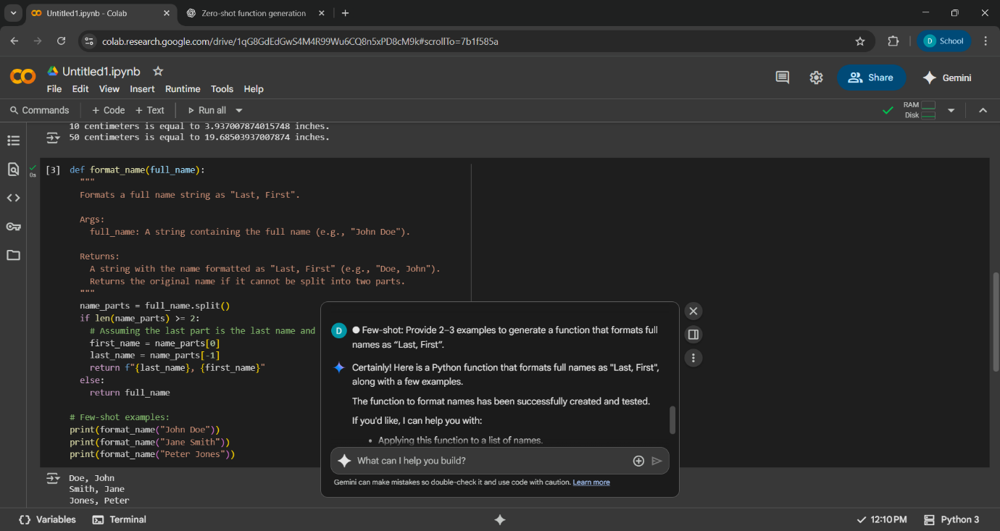 Untitled1.ipynb - Colab
Zero-shot function generation
colab.research.google.com/drive/1qG8GdEdGwS4M4R99Wu6CQ8n5xPD8cM9k#scrollTo=7b1f585a
D School
Untitled1.ipynb
File Edit View Insert Runtime Tools Help
Share
Gemini
Commands + Code + Text Run all
RAM
Disk
10 centimeters is equal to 3.937007874015748 inches.
50 centimeters is equal to 19.68503937007874 inches.
0s
[3] def format_name(full_name):
"""
Formats a full name string as "Last, First".
Args:
full_name: A string containing the full name (e.g., "John Doe").
Returns:
A string with the name formatted as "Last, First" (e.g., "Doe, John").
Returns the original name if it cannot be split into two parts.
"""
name_parts = full_name.split()
if len(name_parts) >= 2:
# Assuming the last part is the last name and
first_name = name_parts[0]
last_name = name_parts[-1]
return f"{last_name}, {first_name}"
else:
return full_name
# Few-shot examples:
print(format_name("John Doe"))
print(format_name("Jane Smith"))
print(format_name("Peter Jones"))
Doe, John
Smith, Jane
Jones, Peter
D ● Few-shot: Provide 2–3 examples to generate a function that formats full
names as “Last, First”.
Certainly! Here is a Python function that formats full names as "Last, First",
along with a few examples.
The function to format names has been successfully created and tested.
If you'd like, I can help you with:
• Applying this function to a list of names.
What can I help you build?
Gemini can make mistakes so double-check it and use code with caution. Learn more
{} Variables Terminal
12:10 PM Python 3